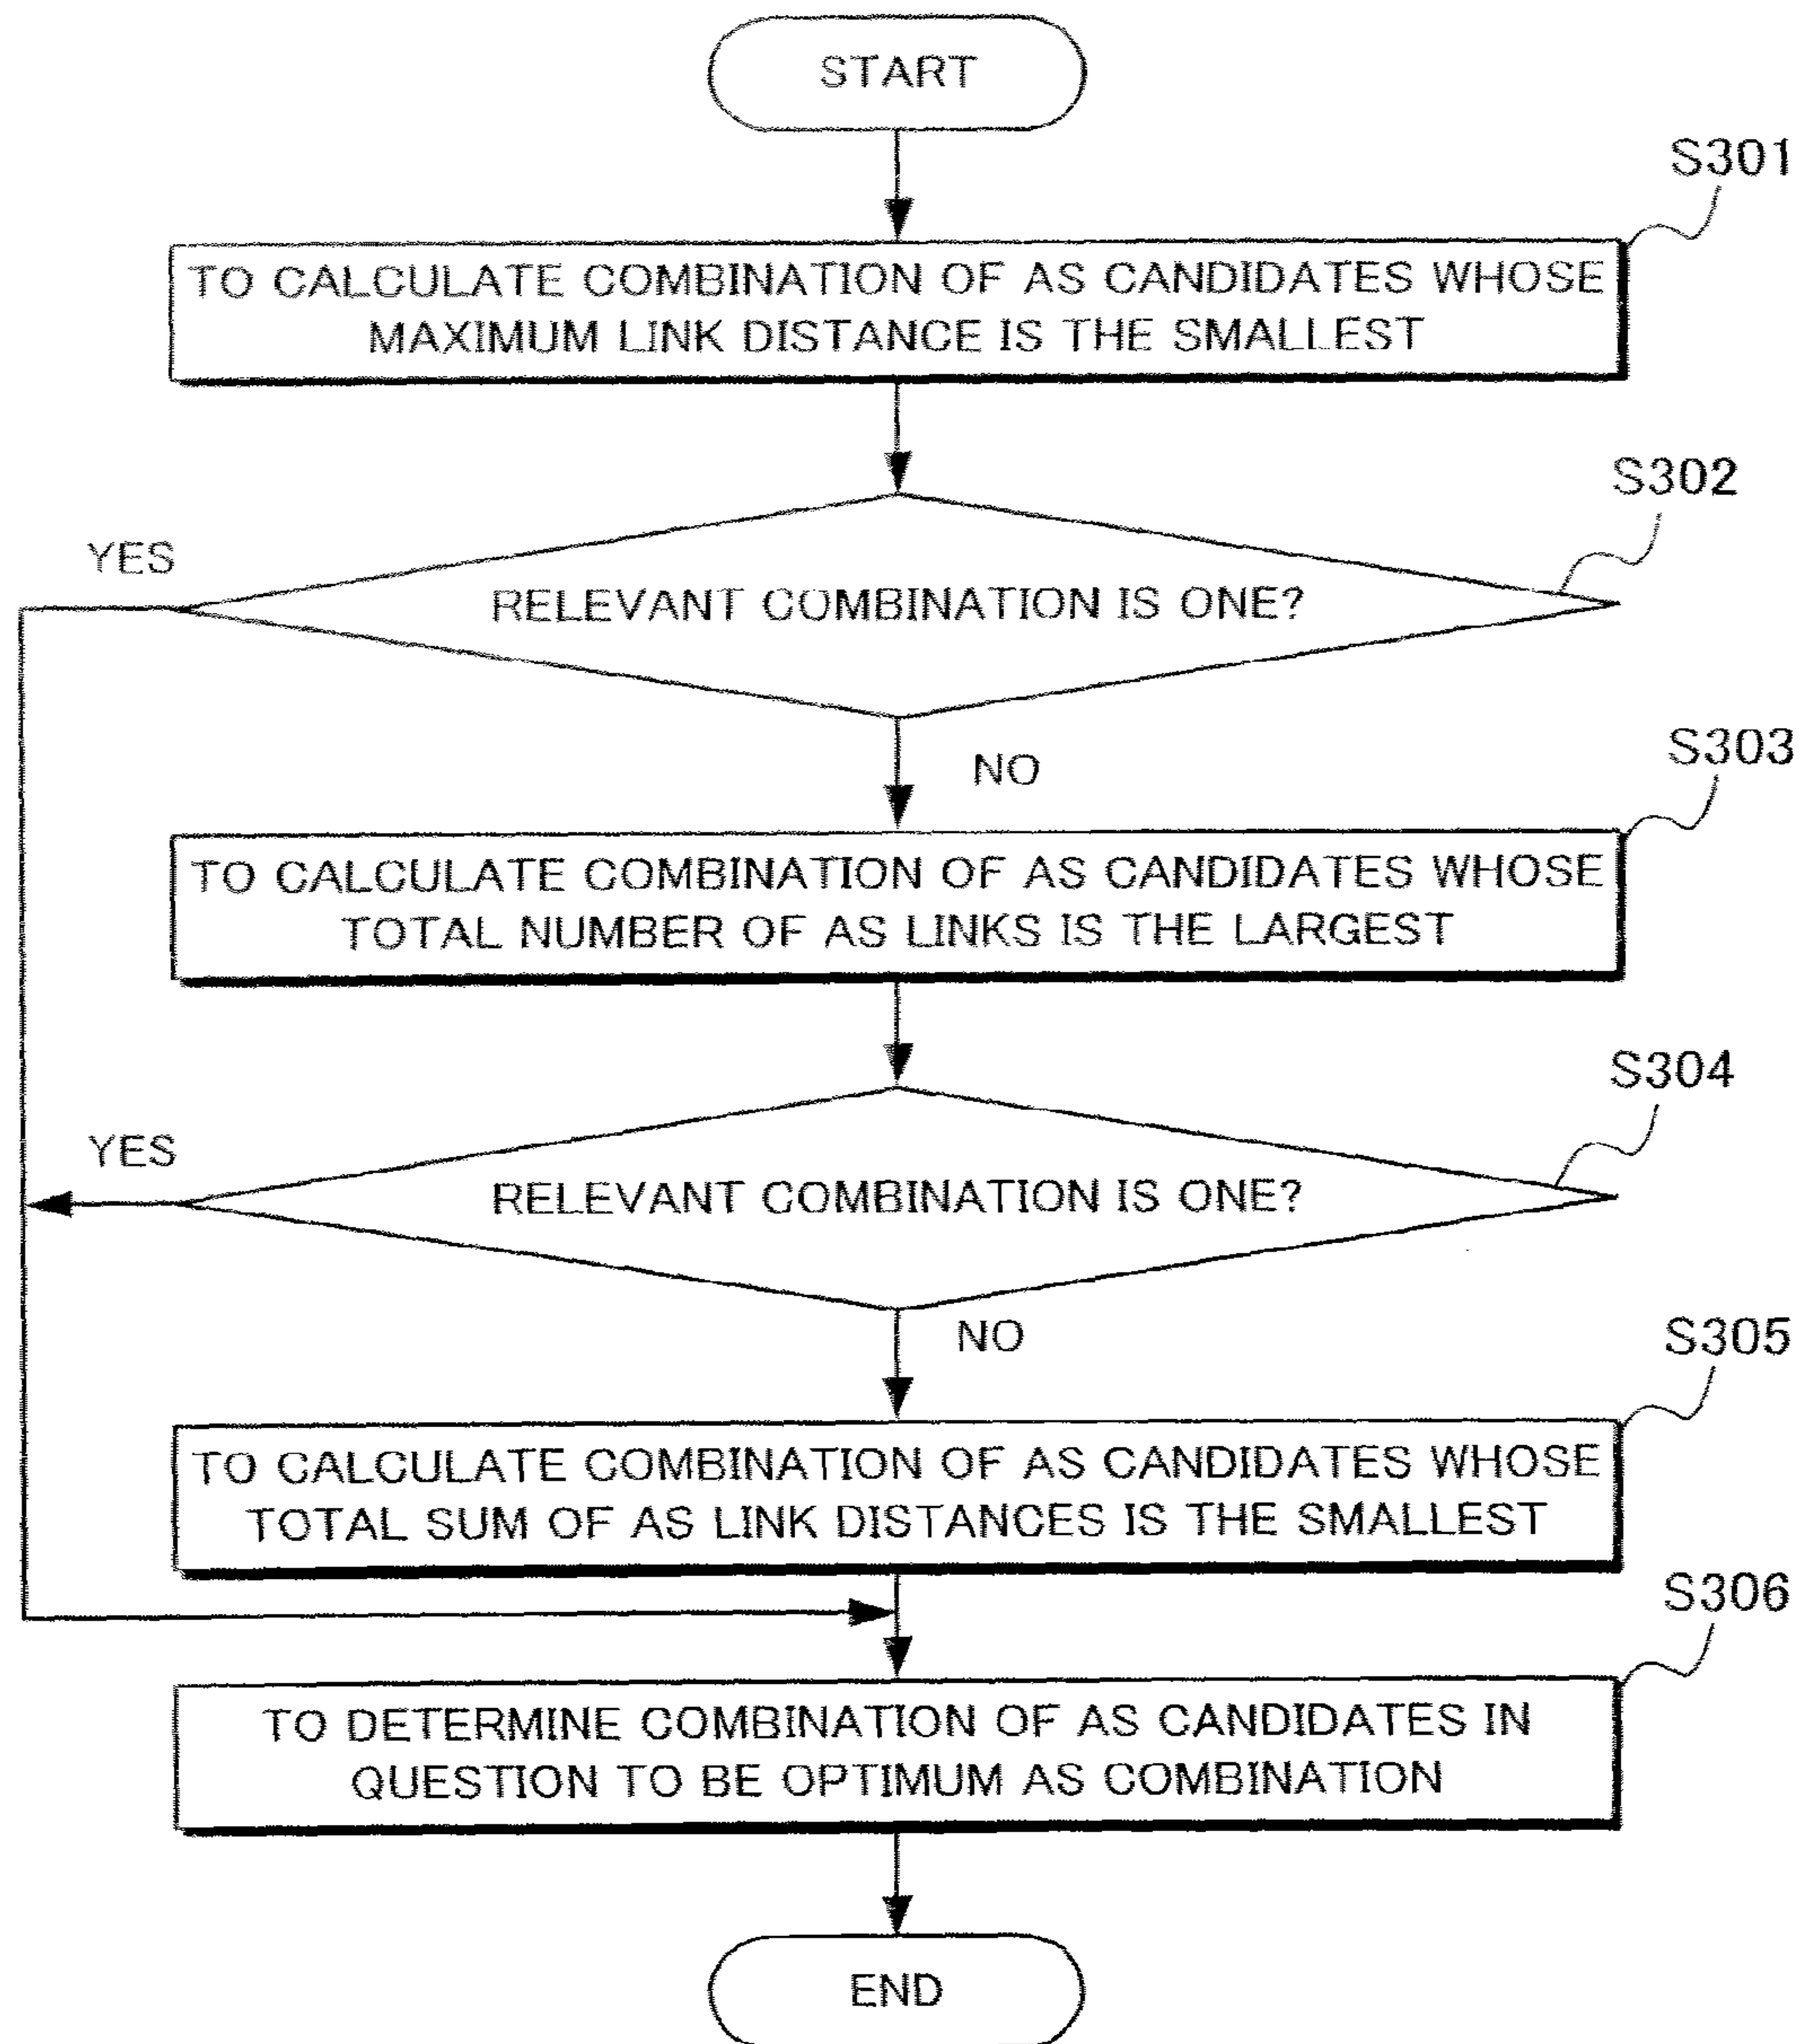 START
S301
TO CALCULATE COMBINATION OF AS CANDIDATES WHOSE
MAXIMUM LINK DISTANCE IS THE SMALLEST
S302
YES
RELEVANT COMBINATION IS ONE?
NO
S303
TO CALCULATE COMBINATION OF AS CANDIDATES WHOSE
TOTAL NUMBER OF AS LINKS IS THE LARGEST
S304
YES
RELEVANT COMBINATION IS ONE?
NO
S305
TO CALCULATE COMBINATION OF AS CANDIDATES WHOSE
TOTAL SUM OF AS LINK DISTANCES IS THE SMALLEST
S306
TO DETERMINE COMBINATION OF AS CANDIDATES IN
QUESTION TO BE OPTIMUM AS COMBINATION
END